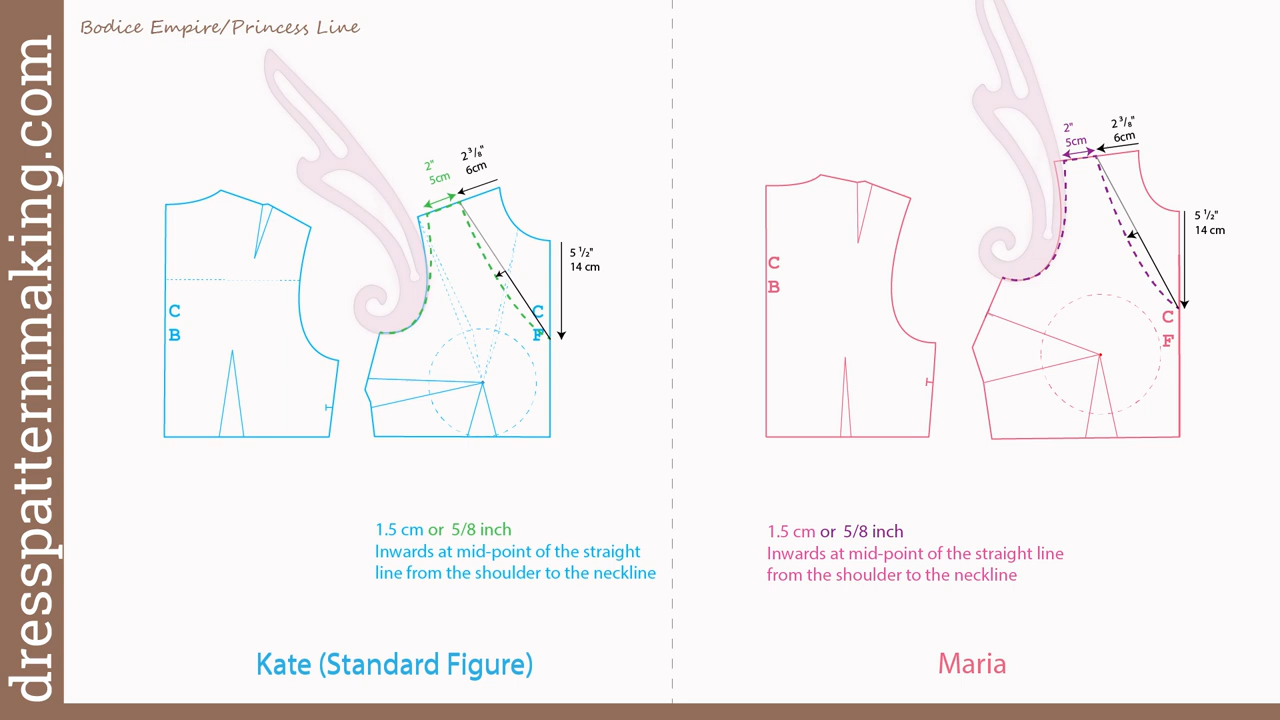 dresspatternmaking.com
Bodice Empire/Princess Line
2"
5cm
2 3/8"
6cm
5 1/2"
14 cm
C
B
C
F
1.5 cm or 5/8 inch
Inwards at mid-point of the straight
line from the shoulder to the neckline
Kate (Standard Figure)
2"
5cm
2 3/8"
6cm
5 1/2"
14 cm
C
B
C
F
1.5 cm or 5/8 inch
Inwards at mid-point of the straight line
from the shoulder to the neckline
Maria